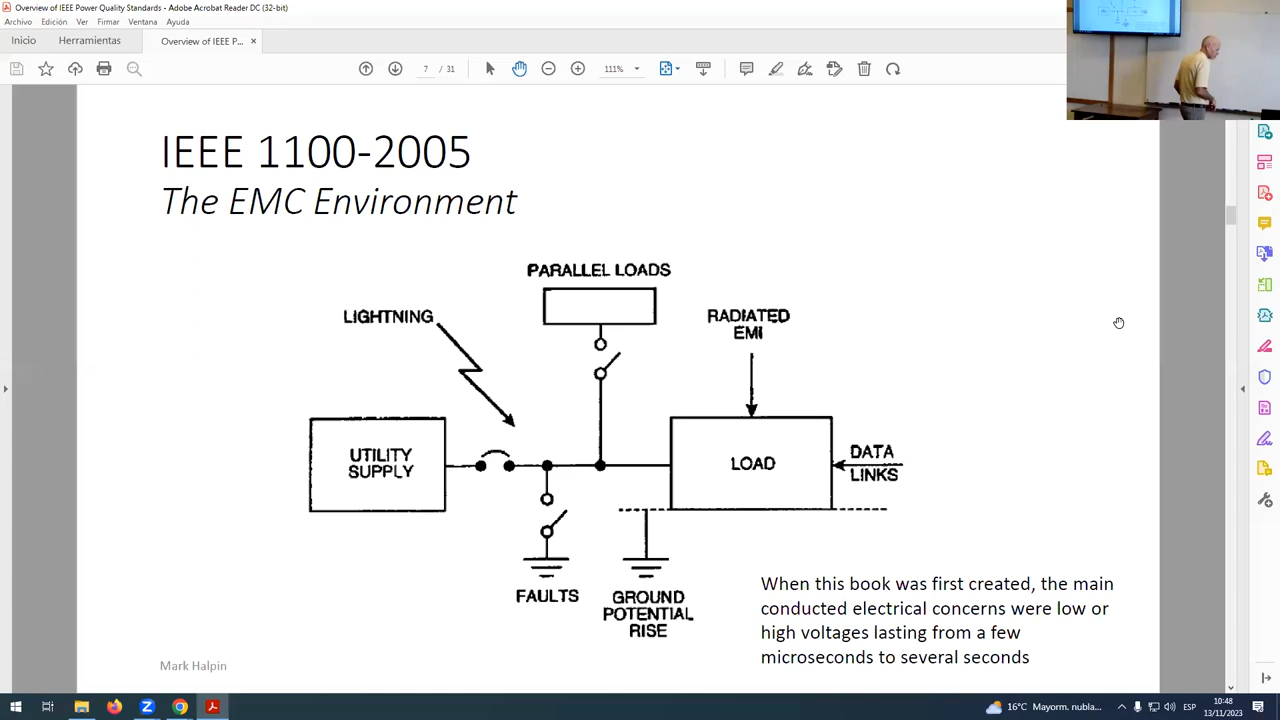 Overview of IEEE Power Quality Standards - Adobe Acrobat Reader DC (32-bit)
Archivo Edición Ver Firmar Ventana Ayuda
Inicio Herramientas Overview of IEEE P...
7 / 31 111%
IEEE 1100-2005
The EMC Environment
PARALLEL LOADS
LIGHTNING
RADIATED
EMI
UTILITY
SUPPLY
LOAD
DATA
LINKS
FAULTS
GROUND
POTENTIAL
RISE
When this book was first created, the main
conducted electrical concerns were low or
high voltages lasting from a few
microseconds to several seconds
Mark Halpin
16°C Mayorm. nubla... ESP 10:48
13/11/2023